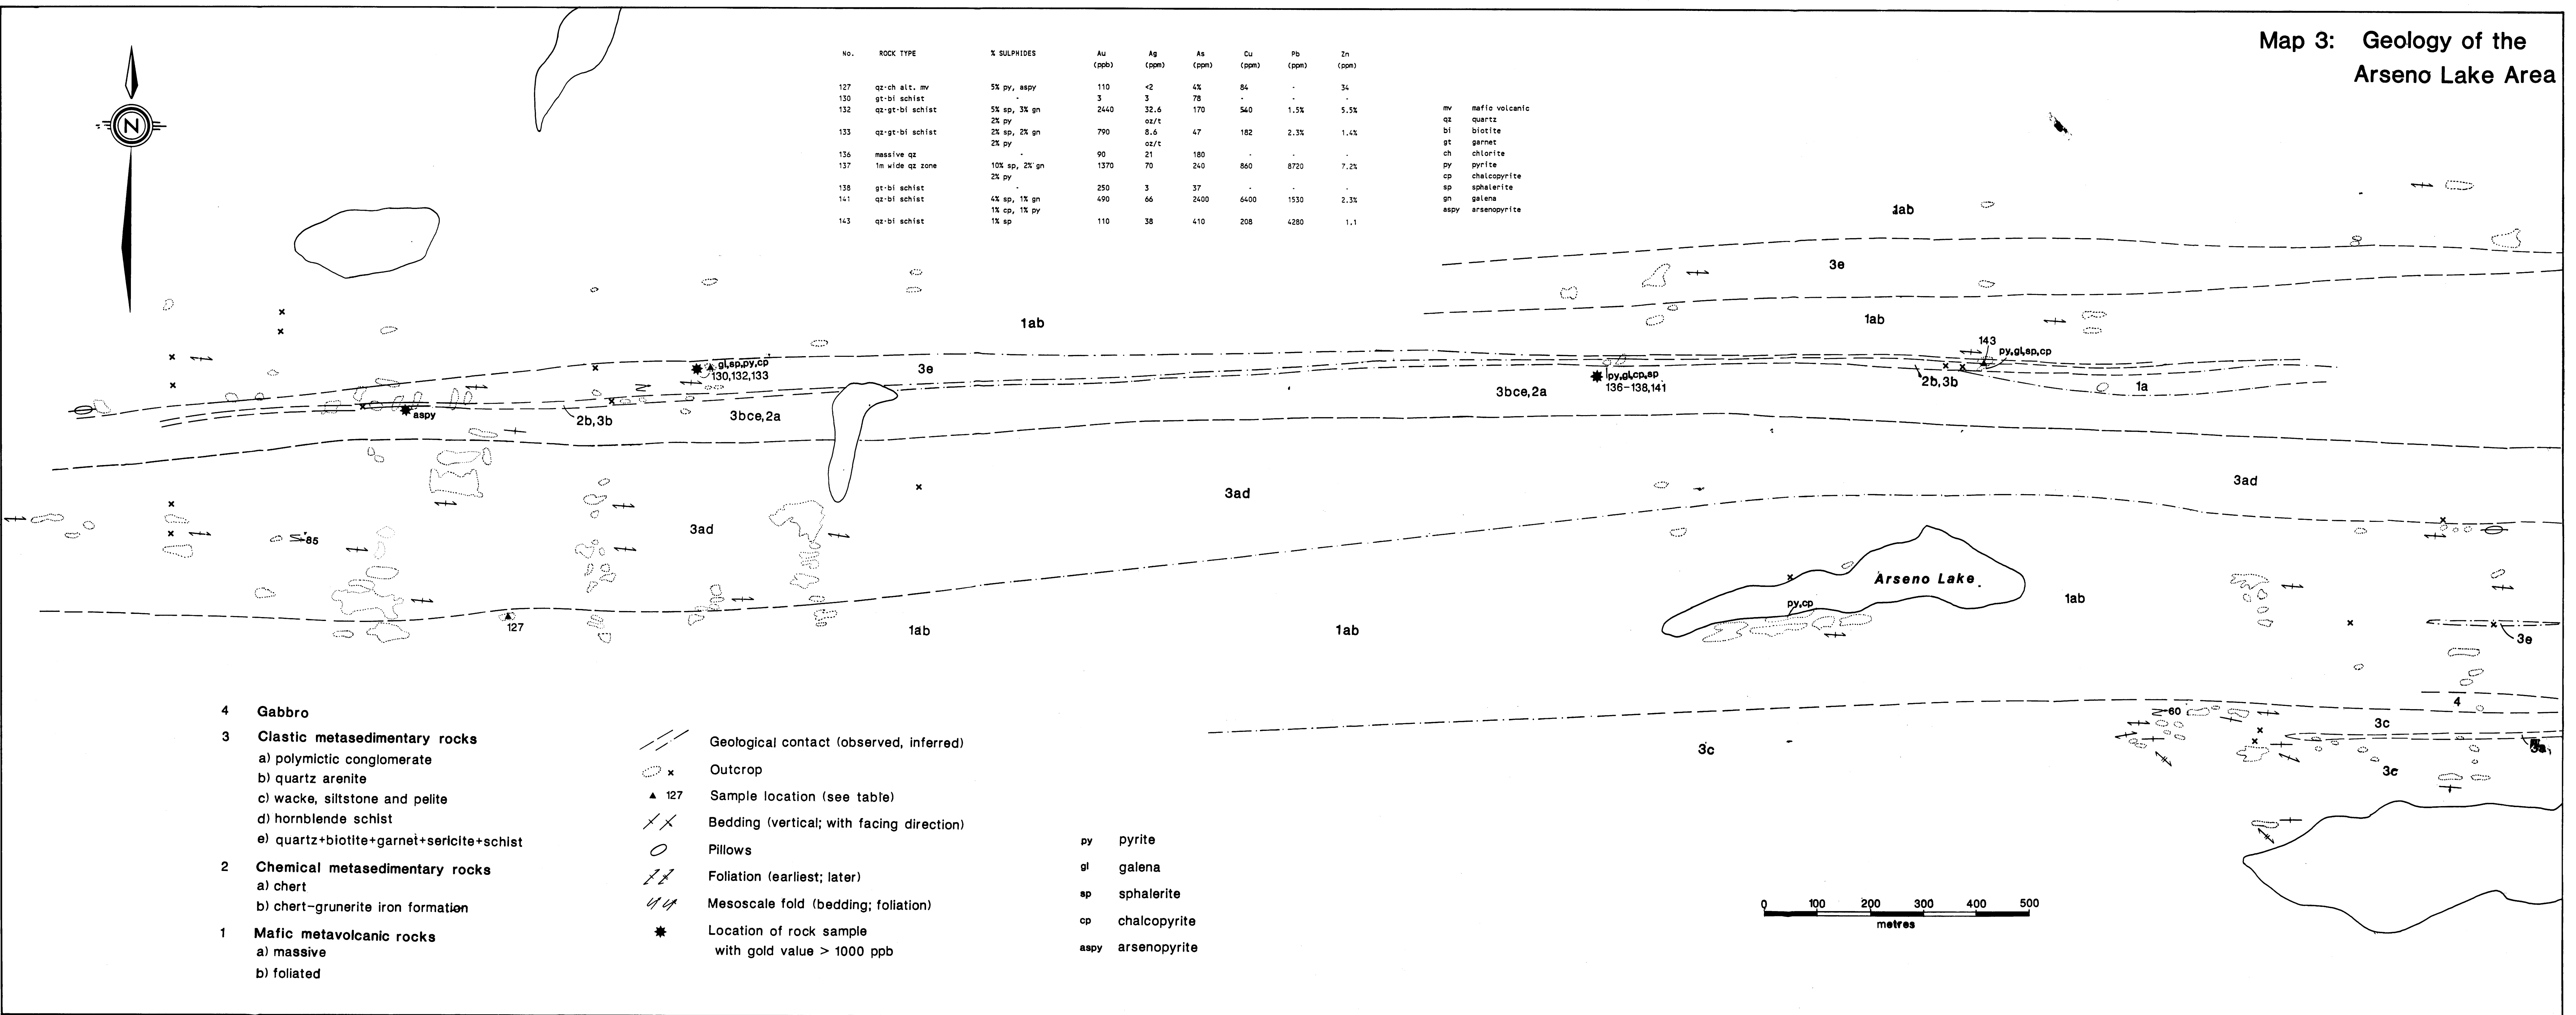 Map 3: Geology of the
Arseno Lake Area
N
No. ROCK TYPE % SULPHIDES Au Ag As Cu Pb Zn
(ppb) (ppm) (ppm) (ppm) (ppm) (ppm)
127 qz-ch alt. mv 5% py, aspy 110 <2 4% 84 - 34
130 gt-bi schist - 3 3 78 - - -
132 qz-gt-bi schist 5% sp, 3% gn 2440 32.6 170 540 1.5% 5.5%
2% py oz/t
133 qz-gt-bi schist 2% sp, 2% gn 790 8.6 47 182 2.3% 1.4%
2% py oz/t
136 massive qz - 90 21 180 - - -
137 1m wide qz zone 10% sp, 2% gn 1370 70 240 860 8720 7.2%
2% py
138 gt-bi schist - 250 3 37 - - -
141 qz-bi schist 4% sp, 1% gn 490 66 2400 6400 1530 2.3%
1% cp, 1% py
143 qz-bi schist 1% sp 110 38 410 208 4280 1.1
mv mafic volcanic
qz quartz
bi biotite
gt garnet
ch chlorite
py pyrite
cp chalcopyrite
sp sphalerite
gn galena
aspy arsenopyrite
1ab
3e
1ab
1ab
143
py,gl,sp,cp
gl,sp,py,cp
130,132,133
3e
py,gl,cp,sp
136-138,141
2b,3b
1a
3bce,2a
aspy
2b,3b
3bce,2a
3ad
3ad
3ad
85
Arseno Lake
py,cp
1ab
127
1ab
1ab
3e
4
60
3c
3c
3a
3c
4 Gabbro
3 Clastic metasedimentary rocks
a) polymictic conglomerate
b) quartz arenite
c) wacke, siltstone and pelite
d) hornblende schist
e) quartz+biotite+garnet+sericite+schist
2 Chemical metasedimentary rocks
a) chert
b) chert-grunerite iron formation
1 Mafic metavolcanic rocks
a) massive
b) foliated
Geological contact (observed, inferred)
x Outcrop
127 Sample location (see table)
Bedding (vertical; with facing direction)
Pillows
Foliation (earliest; later)
Mesoscale fold (bedding; foliation)
Location of rock sample
with gold value > 1000 ppb
py pyrite
gl galena
sp sphalerite
cp chalcopyrite
aspy arsenopyrite
0 100 200 300 400 500
metres